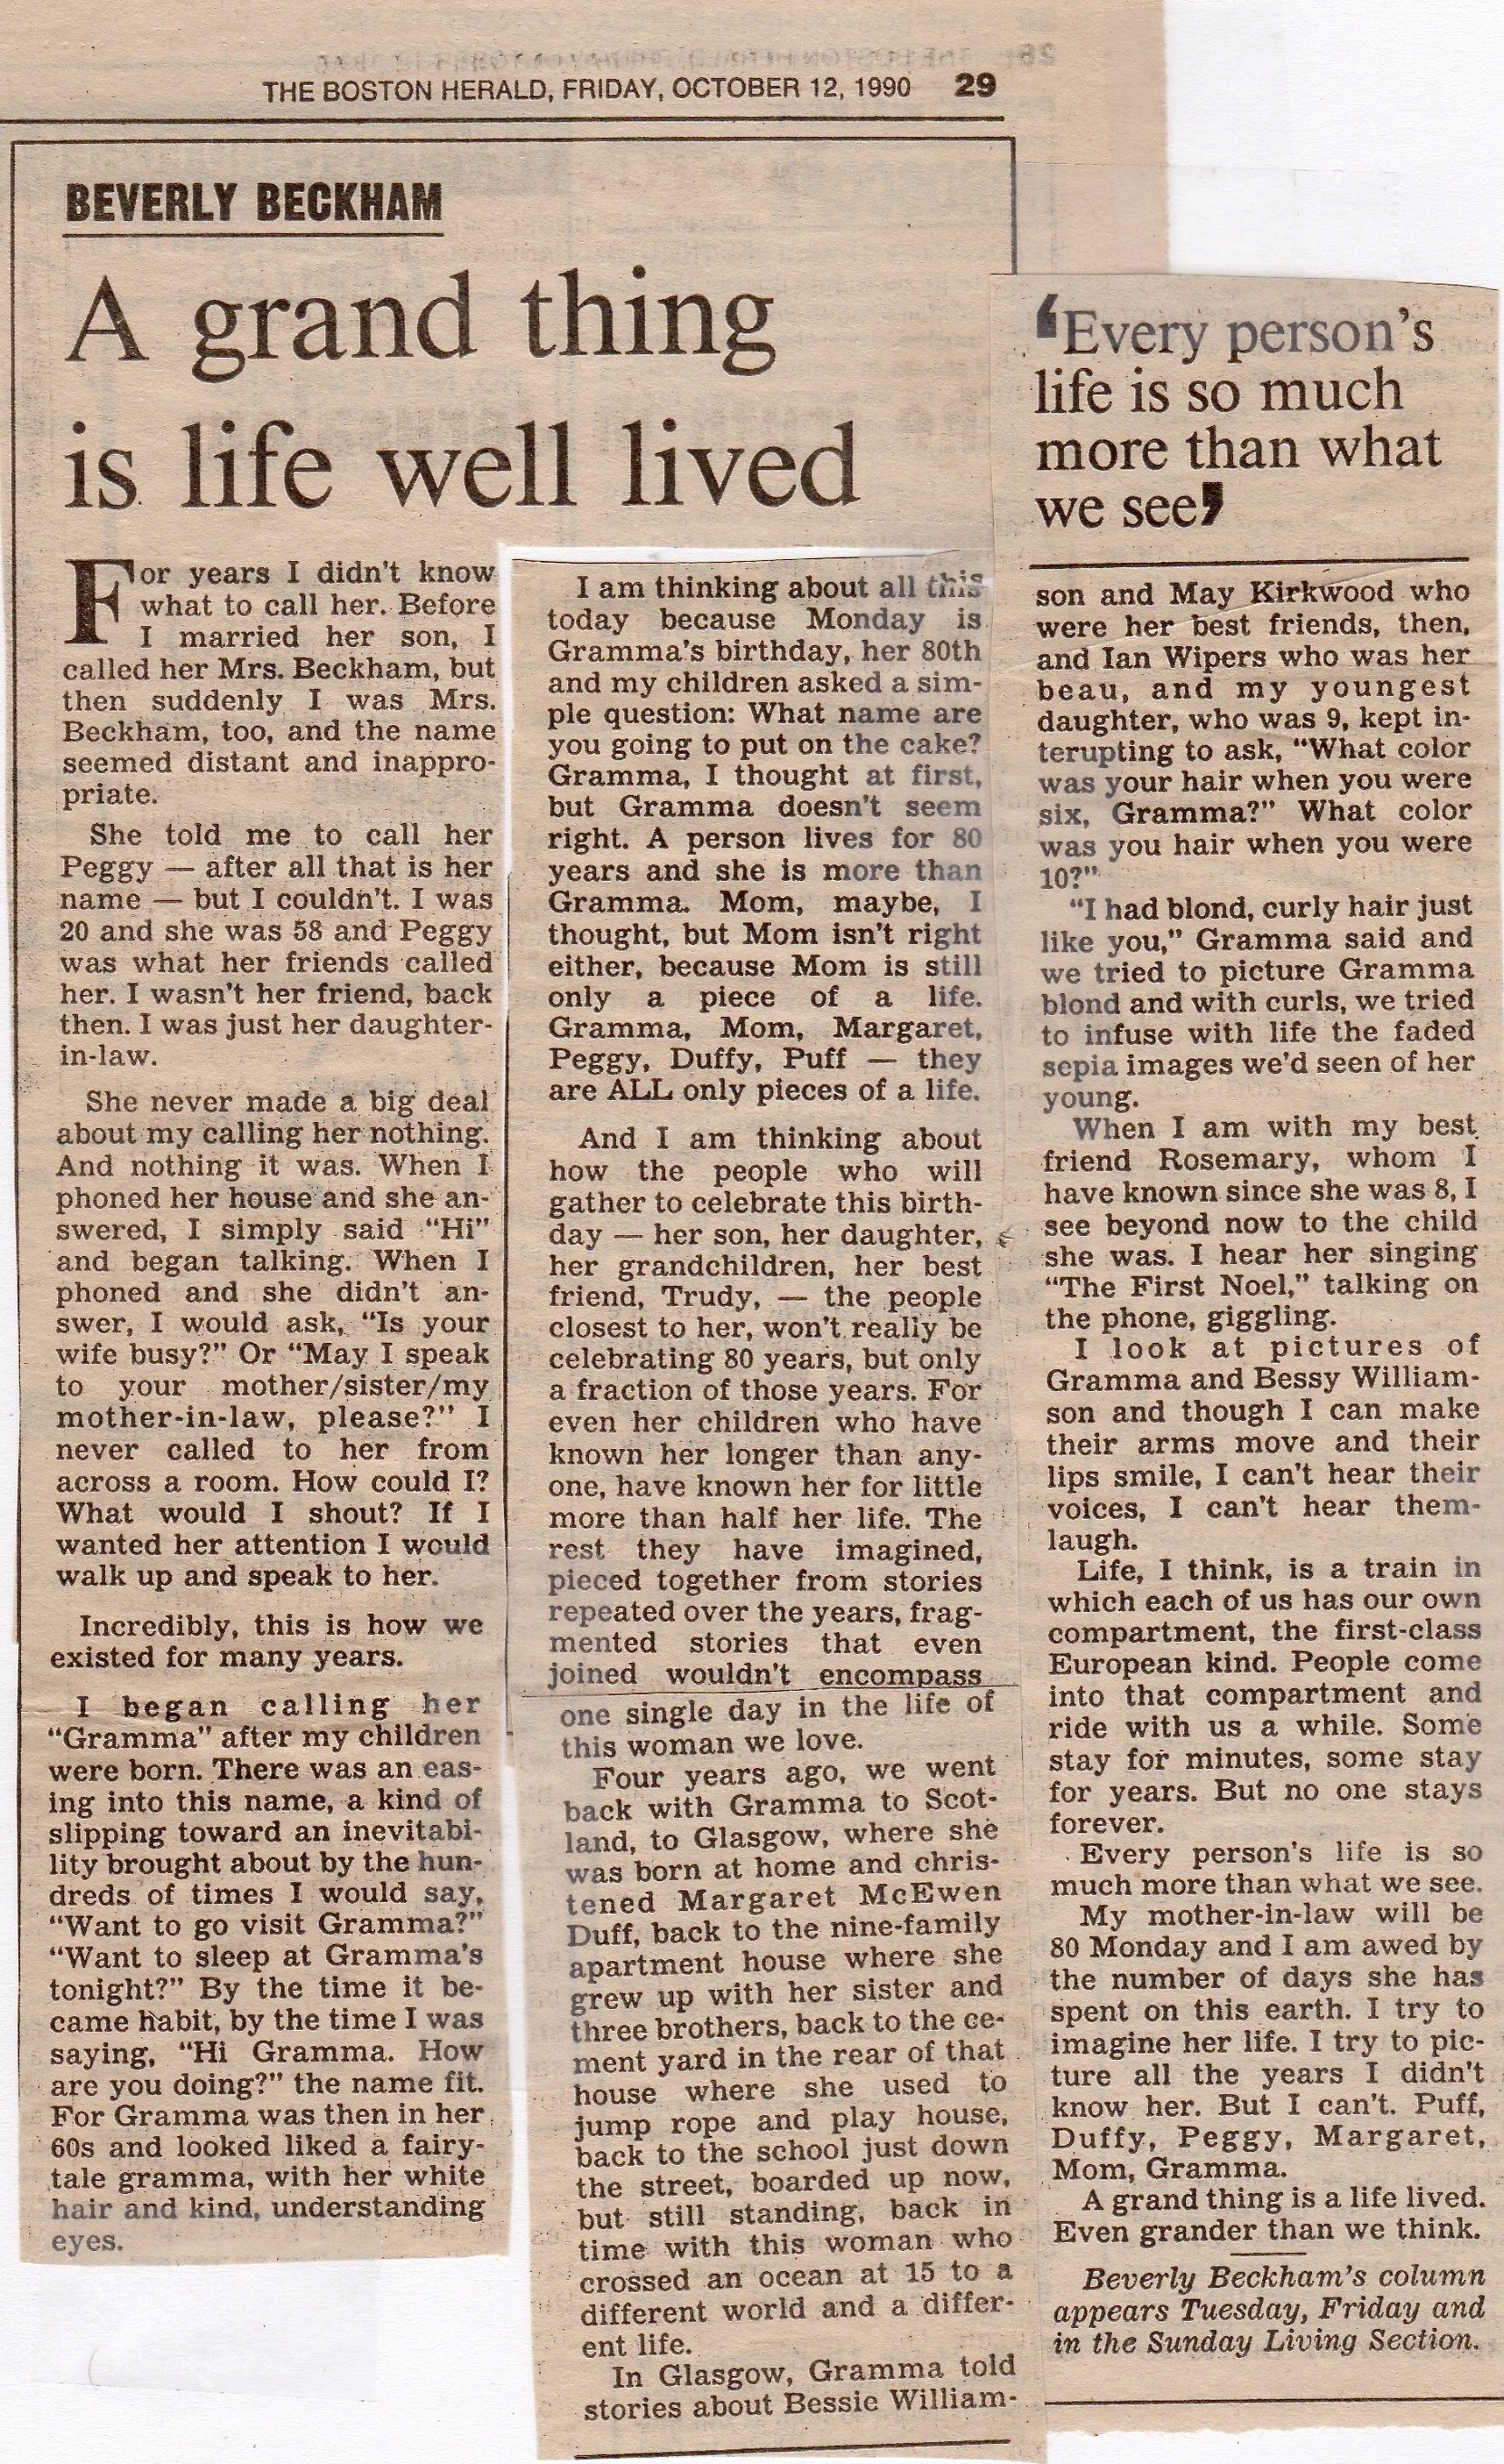 THE BOSTON HERALD, FRIDAY, OCTOBER 12, 1990 29
BEVERLY BECKHAM
A grand thing
is life well lived
For years I didn't know
what to call her. Before
I married her son, I
called her Mrs. Beckham, but
then suddenly I was Mrs.
Beckham, too, and the name
seemed distant and inappro-
priate.
She told me to call her
Peggy — after all that is her
name — but I couldn't. I was
20 and she was 58 and Peggy
was what her friends called
her. I wasn't her friend, back
then. I was just her daughter-
in-law.
She never made a big deal
about my calling her nothing.
And nothing it was. When I
phoned her house and she an-
swered, I simply said "Hi"
and began talking. When I
phoned and she didn't an-
swer, I would ask, "Is your
wife busy?" Or "May I speak
to your mother/sister/my
mother-in-law, please?" I
never called to her from
across a room. How could I?
What would I shout? If I
wanted her attention I would
walk up and speak to her.
Incredibly, this is how we
existed for many years.
I began calling her
"Gramma" after my children
were born. There was an eas-
ing into this name, a kind of
slipping toward an inevitabi-
lity brought about by the hun-
dreds of times I would say,
"Want to go visit Gramma?"
"Want to sleep at Gramma's
tonight?" By the time it be-
came habit, by the time I was
saying, "Hi Gramma. How
are you doing?" the name fit.
For Gramma was then in her
60s and looked liked a fairy-
tale gramma, with her white
hair and kind, understanding
eyes.
I am thinking about all this
today because Monday is
Gramma's birthday, her 80th
and my children asked a sim-
ple question: What name are
you going to put on the cake?
Gramma, I thought at first,
but Gramma doesn't seem
right. A person lives for 80
years and she is more than
Gramma. Mom, maybe, I
thought, but Mom isn't right
either, because Mom is still
only a piece of a life.
Gramma, Mom, Margaret,
Peggy, Duffy, Puff — they
are ALL only pieces of a life.
And I am thinking about
how the people who will
gather to celebrate this birth-
day — her son, her daughter,
her grandchildren, her best
friend, Trudy, — the people
closest to her, won't really be
celebrating 80 years, but only
a fraction of those years. For
even her children who have
known her longer than any-
one, have known her for little
more than half her life. The
rest they have imagined,
pieced together from stories
repeated over the years, frag-
mented stories that even
joined wouldn't encompass
one single day in the life of
this woman we love.
Four years ago, we went
back with Gramma to Scot-
land, to Glasgow, where she
was born at home and chris-
tened Margaret McEwen
Duff, back to the nine-family
apartment house where she
grew up with her sister and
three brothers, back to the ce-
ment yard in the rear of that
house where she used to
jump rope and play house,
back to the school just down
the street, boarded up now,
but still standing, back in
time with this woman who
crossed an ocean at 15 to a
different world and a differ-
ent life.
In Glasgow, Gramma told
stories about Bessie William-
'Every person's
life is so much
more than what
we see'
son and May Kirkwood who
were her best friends, then,
and Ian Wipers who was her
beau, and my youngest
daughter, who was 9, kept in-
terupting to ask, "What color
was your hair when you were
six, Gramma?" What color
was you hair when you were
10?"
"I had blond, curly hair just
like you," Gramma said and
we tried to picture Gramma
blond and with curls, we tried
to infuse with life the faded
sepia images we'd seen of her
young.
When I am with my best
friend Rosemary, whom I
have known since she was 8, I
see beyond now to the child
she was. I hear her singing
"The First Noel," talking on
the phone, giggling.
I look at pictures of
Gramma and Bessy William-
son and though I can make
their arms move and their
lips smile, I can't hear their
voices, I can't hear them-
laugh.
Life, I think, is a train in
which each of us has our own
compartment, the first-class
European kind. People come
into that compartment and
ride with us a while. Some
stay for minutes, some stay
for years. But no one stays
forever.
Every person's life is so
much more than what we see.
My mother-in-law will be
80 Monday and I am awed by
the number of days she has
spent on this earth. I try to
imagine her life. I try to pic-
ture all the years I didn't
know her. But I can't. Puff,
Duffy, Peggy, Margaret,
Mom, Gramma.
A grand thing is a life lived.
Even grander than we think.
Beverly Beckham's column
appears Tuesday, Friday and
in the Sunday Living Section.